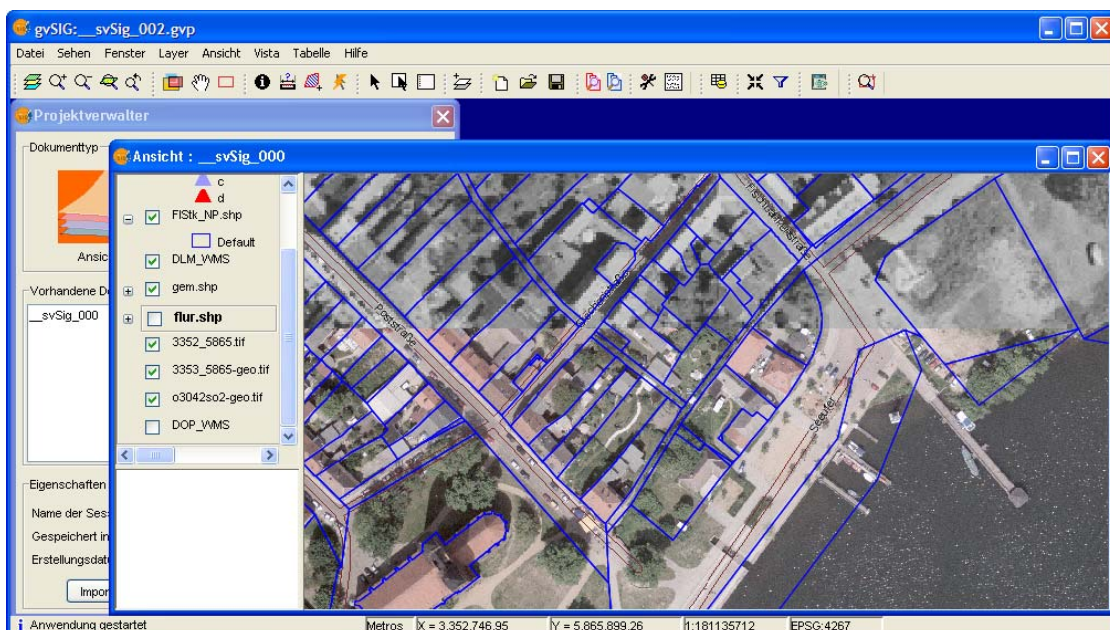 gvSIG:__svSig_002.gvp
Datei Sehen Fenster Layer Ansicht Vista Tabelle Hilfe
Projektverwalter
Dokumenttyp
Ansic
Vorhandene De
__svSig_000
Eigenschaften
Name der Ses
Gespeichert in
Erstellungsdat
Impor
Ansicht : __svSig_000
c
d
FlStk_NP.shp
Default
DLM_WMS
gem.shp
flur.shp
3352_5865.tif
3353_5865-geo.tif
o3042so2-geo.tif
DOP_WMS
Poststraße
Seeufer
Anwendung gestartet
Metros X = 3.352.746,95 Y = 5.865.899,26 1:181135712 EPSG:4267